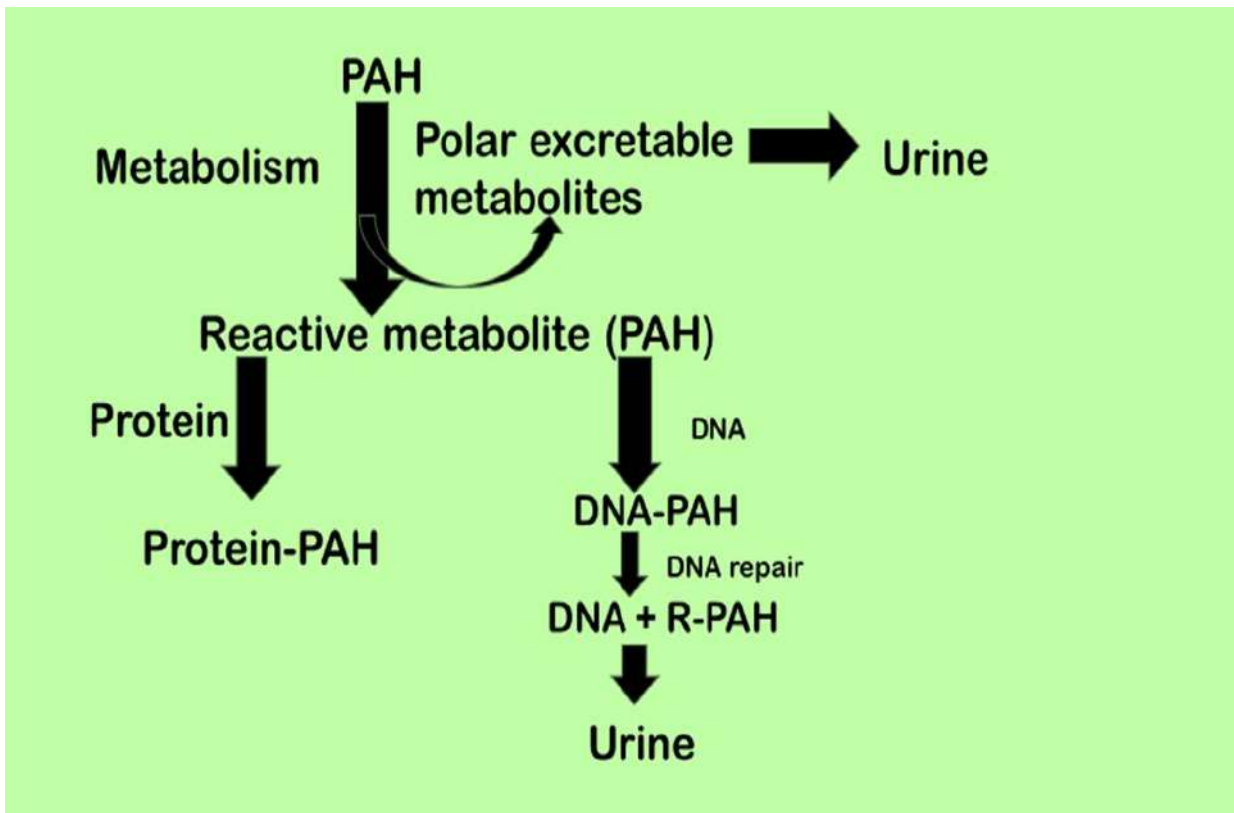 PAH
Metabolism
Polar excretable
metabolites
Urine
Reactive metabolite (PAH)
Protein
DNA
Protein-PAH
DNA-PAH
DNA repair
DNA + R-PAH
Urine